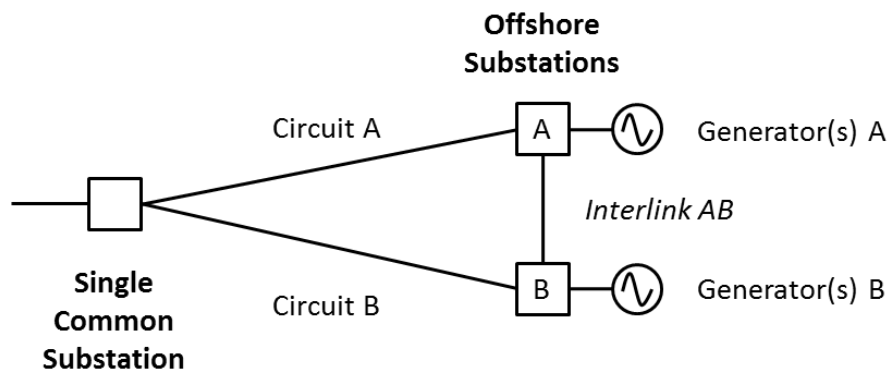 Offshore
Substations
Circuit A
A
Generator(s) A
Interlink AB
B
Generator(s) B
Circuit B
Single
Common
Substation